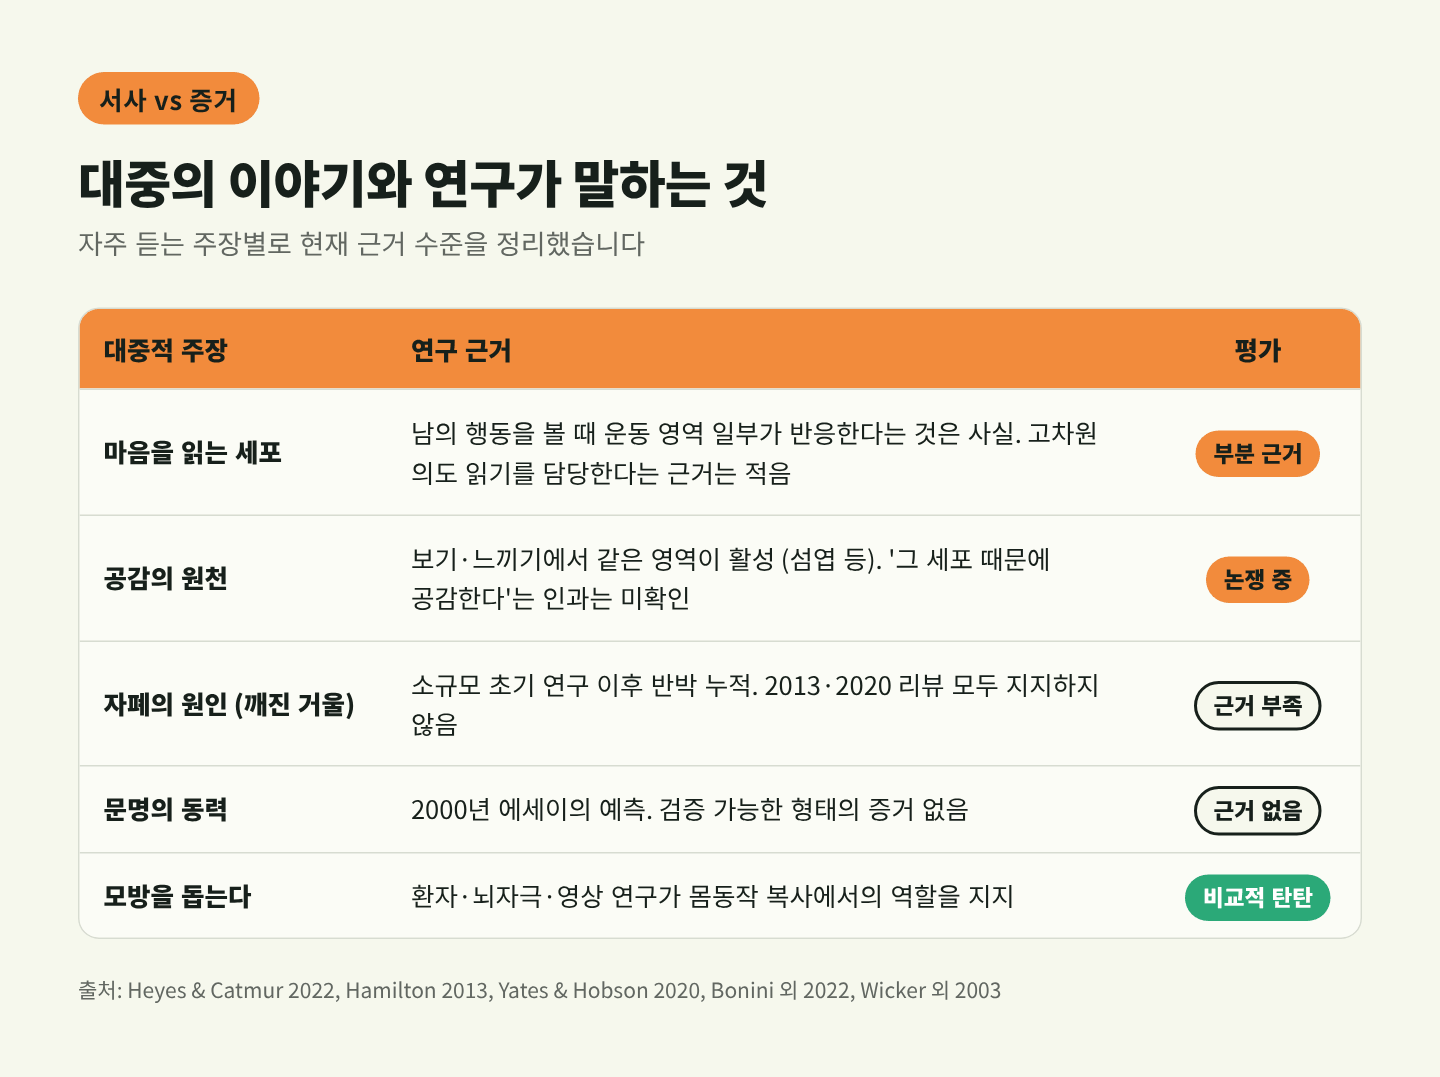 서사 vs 증거
대중의 이야기와 연구가 말하는 것
자주 듣는 주장별로 현재 근거 수준을 정리했습니다
대중적 주장
연구 근거
평가
마음을 읽는 세포
남의 행동을 볼 때 운동 영역 일부가 반응한다는 것은 사실. 고차원
의도 읽기를 담당한다는 근거는 적음
부분 근거
공감의 원천
보기·느끼기에서 같은 영역이 활성 (섬엽 등). '그 세포 때문에
공감한다'는 인과는 미확인
논쟁 중
자폐의 원인 (깨진 거울)
소규모 초기 연구 이후 반박 누적. 2013·2020 리뷰 모두 지지하지
않음
근거 부족
문명의 동력
2000년 에세이의 예측. 검증 가능한 형태의 증거 없음
근거 없음
모방을 돕는다
환자·뇌자극·영상 연구가 몸동작 복사에서의 역할을 지지
비교적 탄탄
출처: Heyes & Catmur 2022, Hamilton 2013, Yates & Hobson 2020, Bonini 외 2022, Wicker 외 2003